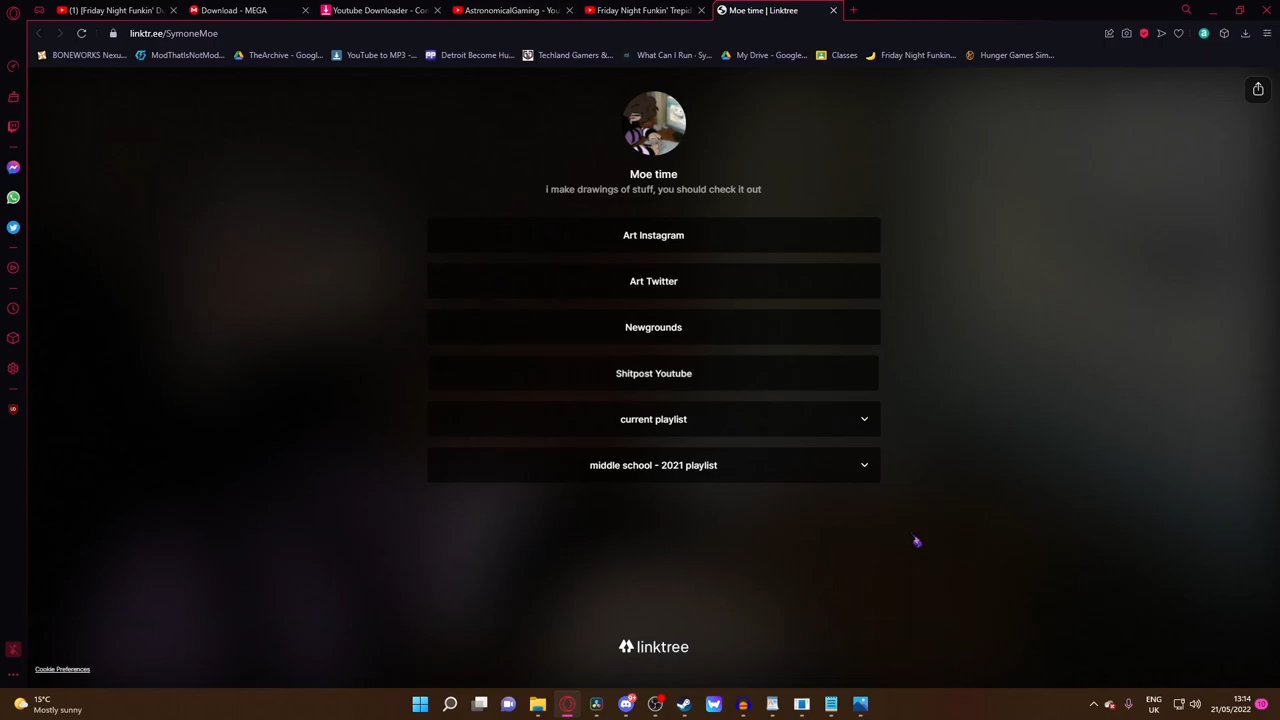 (1) [Friday Night Funkin' D
Download - MEGA
Youtube Downloader - Con
AstronomicalGaming - You
Friday Night Funkin' Trepid
Moe time | Linktree
linktr.ee/SymoneMoe
BONEWORKS Nexu...
ModThatIsNotMod...
TheArchive - Googl...
YouTube to MP3 -...
Detroit Become Hu...
Techland Gamers &...
What Can I Run · Sy...
My Drive - Google...
Classes
Friday Night Funkin...
Hunger Games Sim...
Moe time
i make drawings of stuff, you should check it out
Art Instagram
Art Twitter
Newgrounds
Shitpost Youtube
current playlist
middle school - 2021 playlist
linktree
Cookie Preferences
15°C
Mostly sunny
9+
ENG
UK
13:14
21/05/2022
10